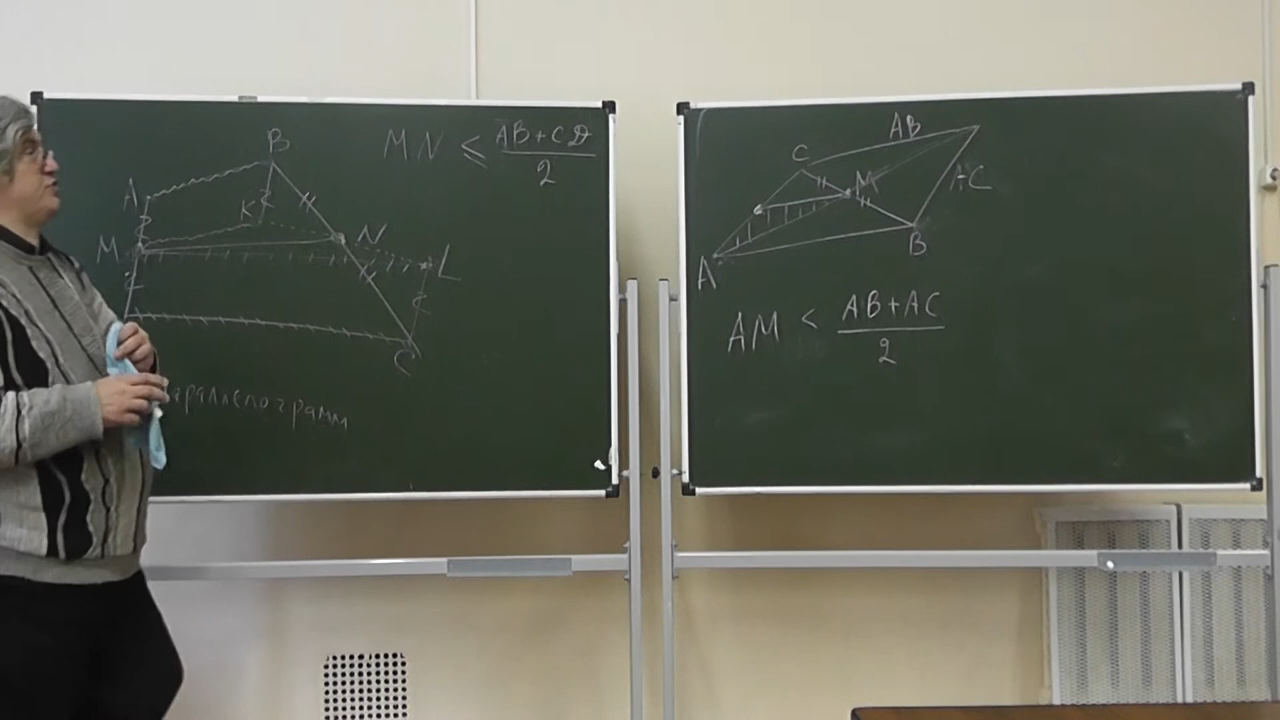 B
MN ≤ (AB+CD)/2
A
K
M
N
L
C
AB
C
M
AC
B
A
AM < (AB+AC)/2